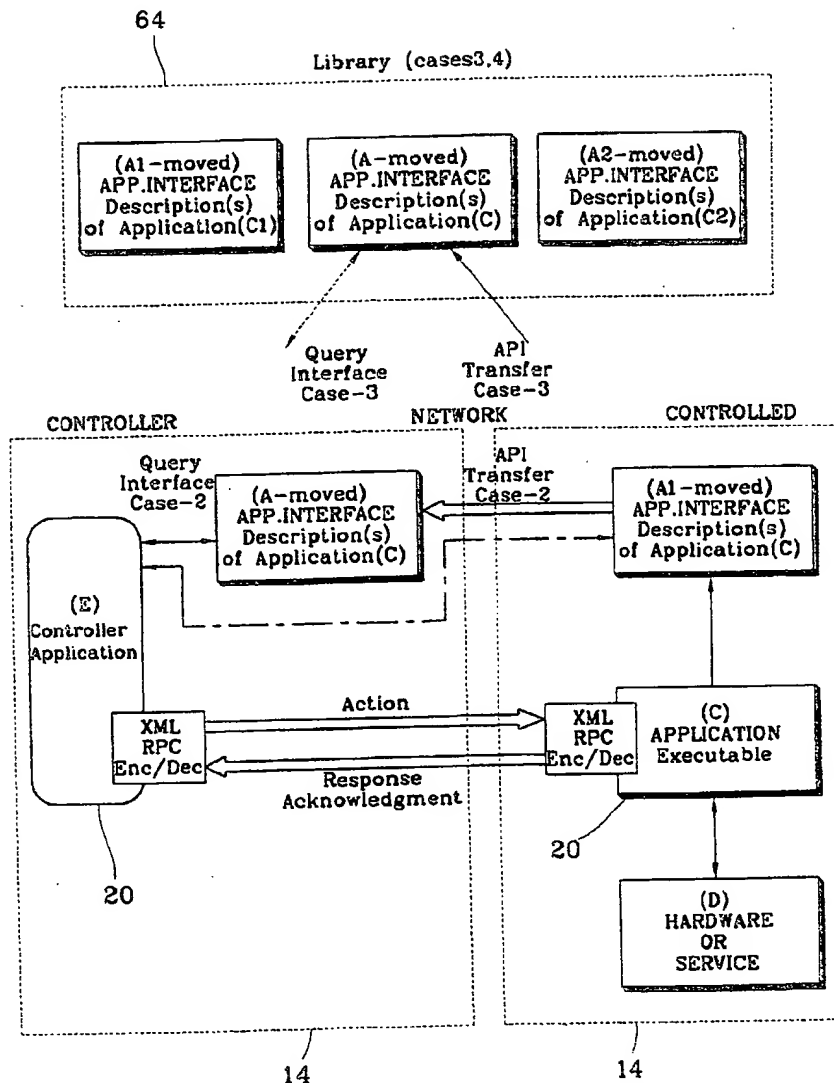 64
Library (cases3,4)
(A1-moved)
APP.INTERFACE
Description(s)
of Application(C1)
(A-moved)
APP.INTERFACE
Description(s)
of Application(C)
(A2-moved)
APP.INTERFACE
Description(s)
of Application(C2)
Query
Interface
Case-3
API
Transfer
Case-3
CONTROLLER
NETWORK
CONTROLLED
Query
Interface
Case-2
(A-moved)
APP.INTERFACE
Description(s)
of Application(C)
API
Transfer
Case-2
(A1-moved)
APP.INTERFACE
Description(s)
of Application(C)
(E)
Controller
Application
XML
RPC
Enc/Dec
Action
Response
Acknowledgment
XML
RPC
Enc/Dec
(C)
APPLICATION
Executable
20
20
(D)
HARDWARE
OR
SERVICE
14
14